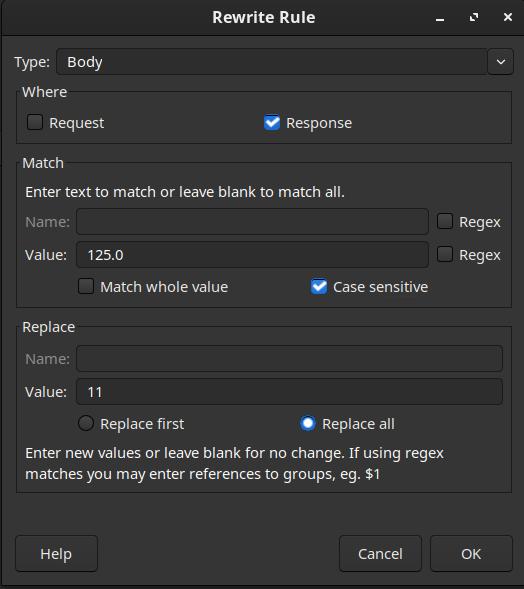 Rewrite Rule
Type: Body
Where
Request Response
Match
Enter text to match or leave blank to match all.
Name: Regex
Value: 125.0 Regex
Match whole value Case sensitive
Replace
Name:
Value: 11
Replace first Replace all
Enter new values or leave blank for no change. If using regex
matches you may enter references to groups, eg. $1
Help Cancel OK